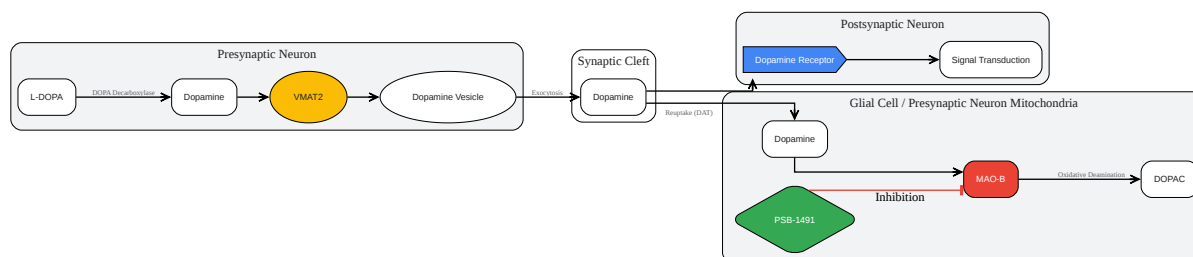 Presynaptic Neuron
L-DOPA
DOPA Decarboxylase
Dopamine
VMAT2
Dopamine Vesicle
Exocytosis
Synaptic Cleft
Dopamine
Reuptake (DAT)
Postsynaptic Neuron
Dopamine Receptor
Signal Transduction
Glial Cell / Presynaptic Neuron Mitochondria
Dopamine
MAO-B
Oxidative Deamination
DOPAC
Inhibition
PSB-1491